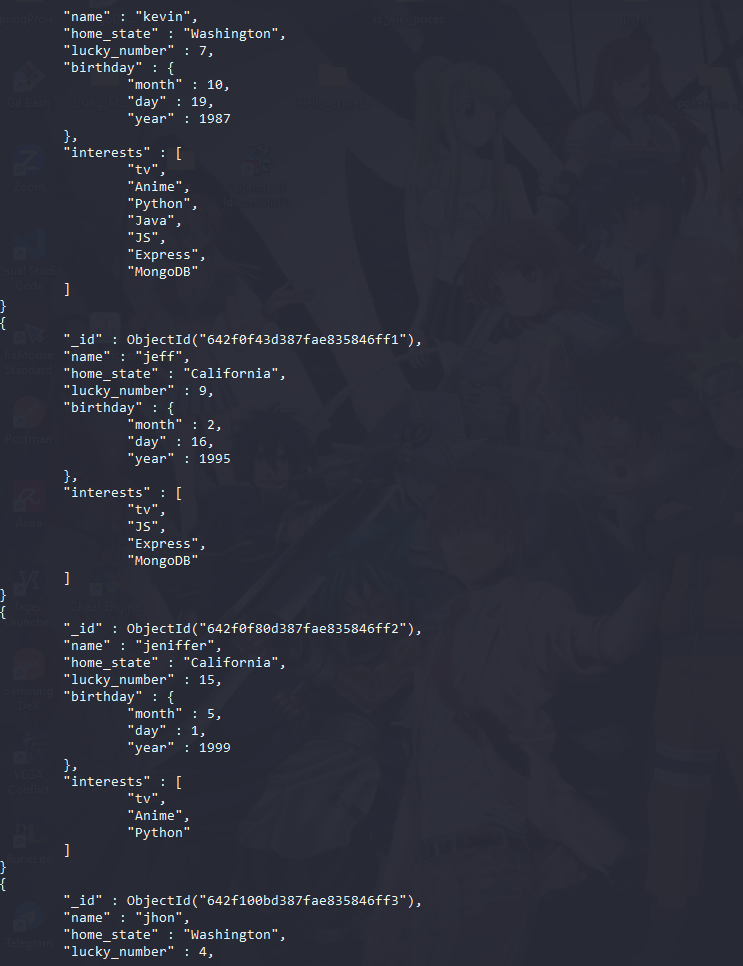 "name" : "kevin",
"home_state" : "Washington",
"lucky_number" : 7,
"birthday" : {
"month" : 10,
"day" : 19,
"year" : 1987
},
"interests" : [
"tv",
"Anime",
"Python",
"Java",
"JS",
"Express",
"MongoDB"
]
}
{
"_id" : ObjectId("642f0f43d387fae835846ff1"),
"name" : "jeff",
"home_state" : "California",
"lucky_number" : 9,
"birthday" : {
"month" : 2,
"day" : 16,
"year" : 1995
},
"interests" : [
"tv",
"JS",
"Express",
"MongoDB"
]
}
{
"_id" : ObjectId("642f0f80d387fae835846ff2"),
"name" : "jeniffer",
"home_state" : "California",
"lucky_number" : 15,
"birthday" : {
"month" : 5,
"day" : 1,
"year" : 1999
},
"interests" : [
"tv",
"Anime",
"Python"
]
}
{
"_id" : ObjectId("642f100bd387fae835846ff3"),
"name" : "jhon",
"home_state" : "Washington",
"lucky_number" : 4,